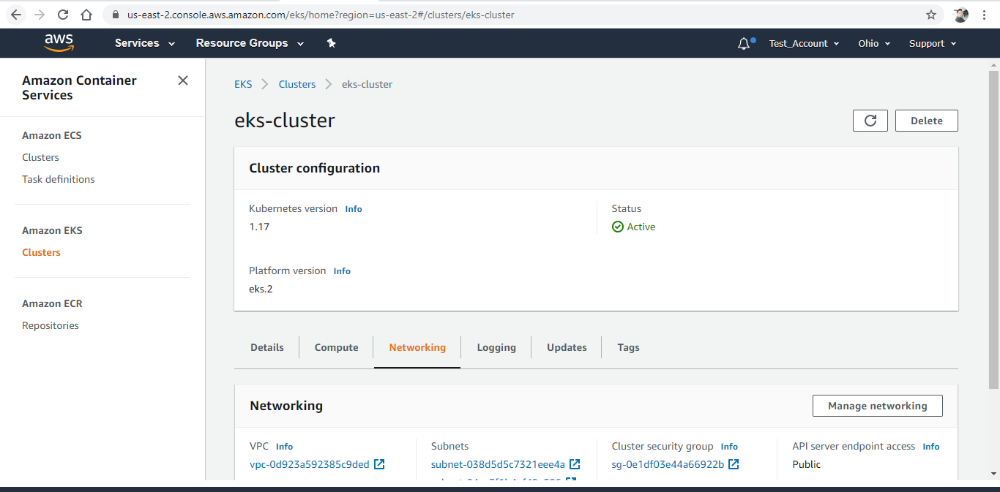 us-east-2.console.aws.amazon.com/eks/home?region=us-east-2#/clusters/eks-cluster
aws Services Resource Groups Test_Account Ohio Support
Amazon Container
Services
Amazon ECS
Clusters
Task definitions
Amazon EKS
Clusters
Amazon ECR
Repositories
EKS Clusters eks-cluster
eks-cluster
Delete
Cluster configuration
Kubernetes version Info
1.17
Status
Active
Platform version Info
eks.2
Details Compute Networking Logging Updates Tags
Networking
Manage networking
VPC Info
vpc-0d923a592385c9ded
Subnets
subnet-038d5d5c7321eee4a
Cluster security group Info
sg-0e1df03e44a66922b
API server endpoint access Info
Public